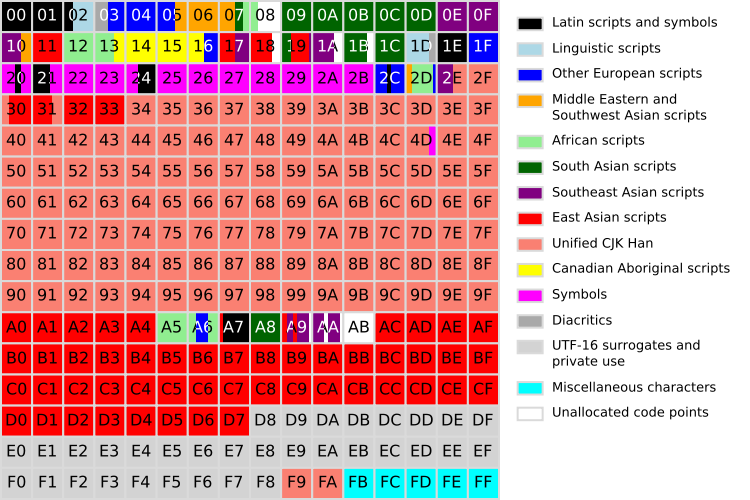 00 01 02 03 04 05 06 07 08 09 0A 0B 0C 0D 0E 0F
10 11 12 13 14 15 16 17 18 19 1A 1B 1C 1D 1E 1F
20 21 22 23 24 25 26 27 28 29 2A 2B 2C 2D 2E 2F
30 31 32 33 34 35 36 37 38 39 3A 3B 3C 3D 3E 3F
40 41 42 43 44 45 46 47 48 49 4A 4B 4C 4D 4E 4F
50 51 52 53 54 55 56 57 58 59 5A 5B 5C 5D 5E 5F
60 61 62 63 64 65 66 67 68 69 6A 6B 6C 6D 6E 6F
70 71 72 73 74 75 76 77 78 79 7A 7B 7C 7D 7E 7F
80 81 82 83 84 85 86 87 88 89 8A 8B 8C 8D 8E 8F
90 91 92 93 94 95 96 97 98 99 9A 9B 9C 9D 9E 9F
A0 A1 A2 A3 A4 A5 A6 A7 A8 A9 AA AB AC AD AE AF
B0 B1 B2 B3 B4 B5 B6 B7 B8 B9 BA BB BC BD BE BF
C0 C1 C2 C3 C4 C5 C6 C7 C8 C9 CA CB CC CD CE CF
D0 D1 D2 D3 D4 D5 D6 D7 D8 D9 DA DB DC DD DE DF
E0 E1 E2 E3 E4 E5 E6 E7 E8 E9 EA EB EC ED EE EF
F0 F1 F2 F3 F4 F5 F6 F7 F8 F9 FA FB FC FD FE FF
Latin scripts and symbols
Linguistic scripts
Other European scripts
Middle Eastern and
Southwest Asian scripts
African scripts
South Asian scripts
Southeast Asian scripts
East Asian scripts
Unified CJK Han
Canadian Aboriginal scripts
Symbols
Diacritics
UTF-16 surrogates and
private use
Miscellaneous characters
Unallocated code points